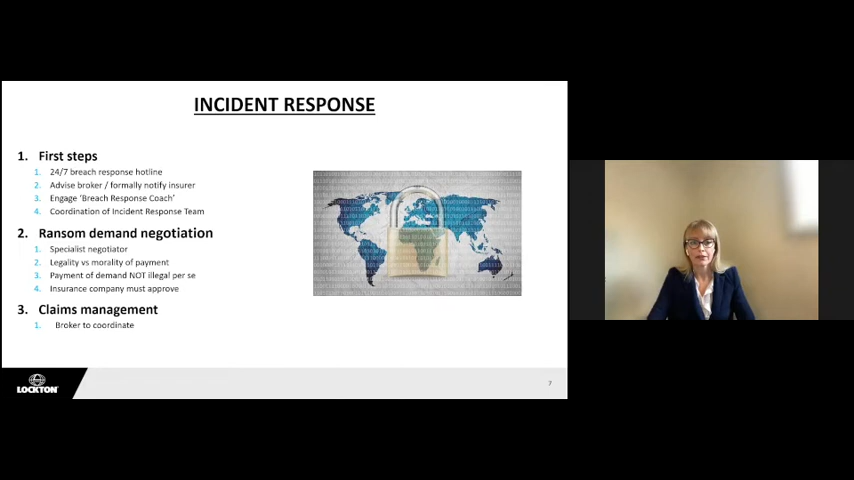 INCIDENT RESPONSE
1. First steps
1. 24/7 breach response hotline
2. Advise broker / formally notify insurer
3. Engage ‘Breach Response Coach’
4. Coordination of Incident Response Team
2. Ransom demand negotiation
1. Specialist negotiator
2. Legality vs morality of payment
3. Payment of demand NOT illegal per se
4. Insurance company must approve
3. Claims management
1. Broker to coordinate
LOCKTON
7